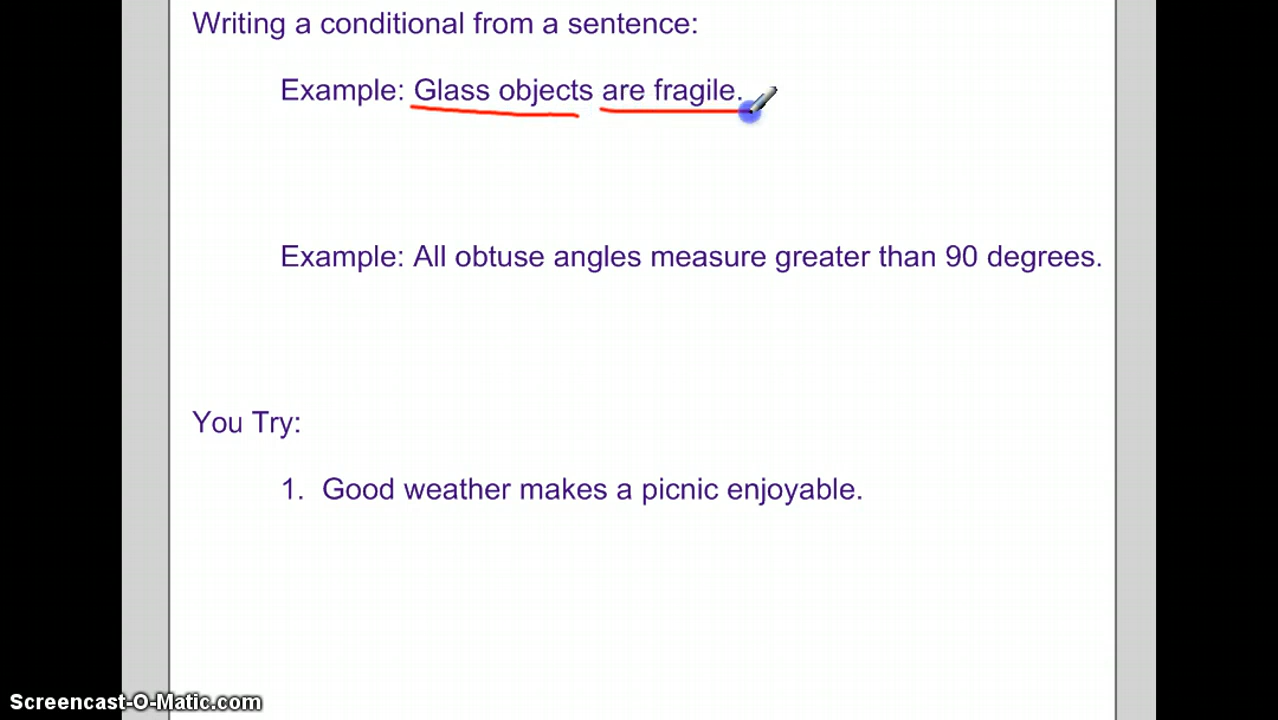 Writing a conditional from a sentence:
Example: Glass objects are fragile.
Example: All obtuse angles measure greater than 90 degrees.
You Try:
1. Good weather makes a picnic enjoyable.
Screencast-O-Matic.com